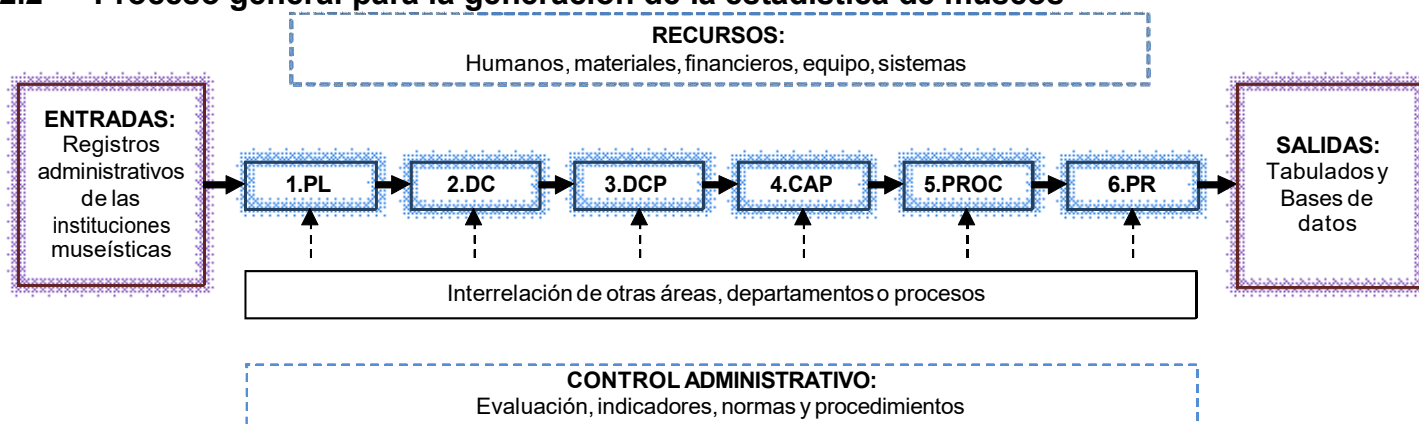 2.2 Proceso general para la generación de la estadística de museos
RECURSOS:
Humanos, materiales, financieros, equipo, sistemas
ENTRADAS:
Registros
administrativos
de las
instituciones
museísticas
1.PL
2.DC
3.DCP
4.CAP
5.PROC
6.PR
SALIDAS:
Tabulados y
Bases de
datos
Interrelación de otras áreas, departamentos o procesos
CONTROL ADMINISTRATIVO:
Evaluación, indicadores, normas y procedimientos